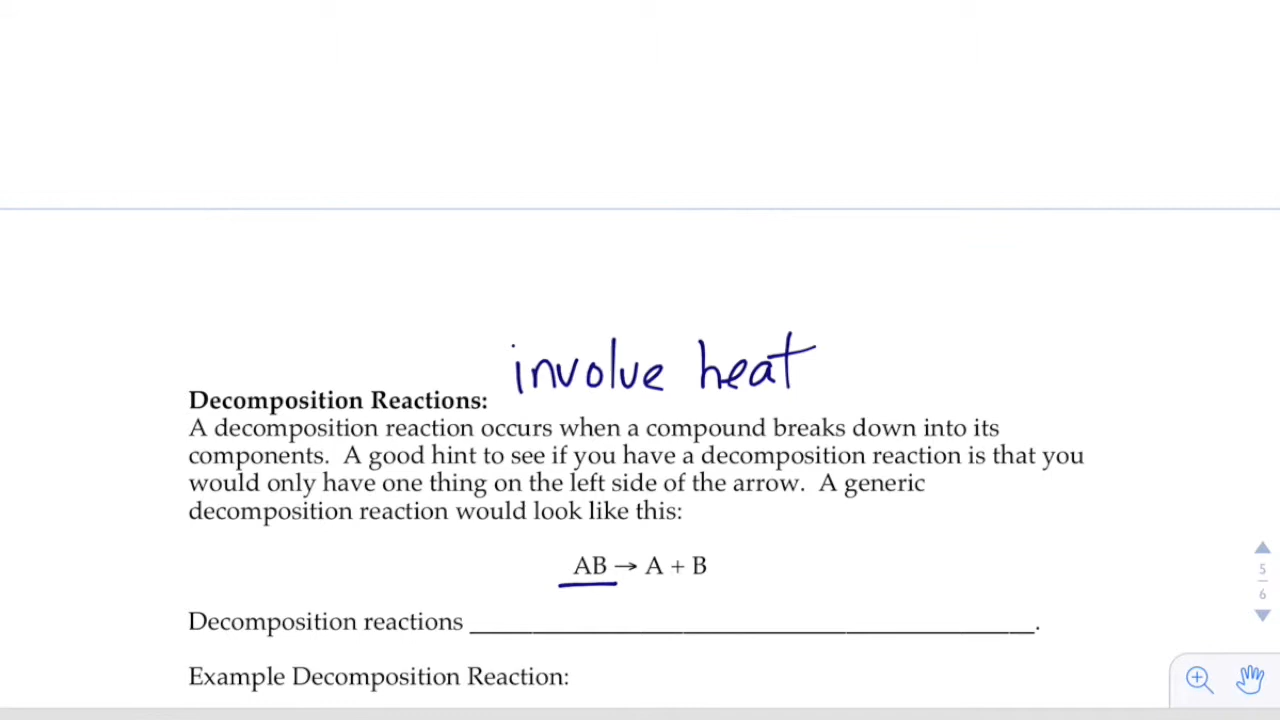 involve heat
Decomposition Reactions:
A decomposition reaction occurs when a compound breaks down into its
components. A good hint to see if you have a decomposition reaction is that you
would only have one thing on the left side of the arrow. A generic
decomposition reaction would look like this:
AB → A + B
Decomposition reactions ______________________________.
Example Decomposition Reaction:
5
6